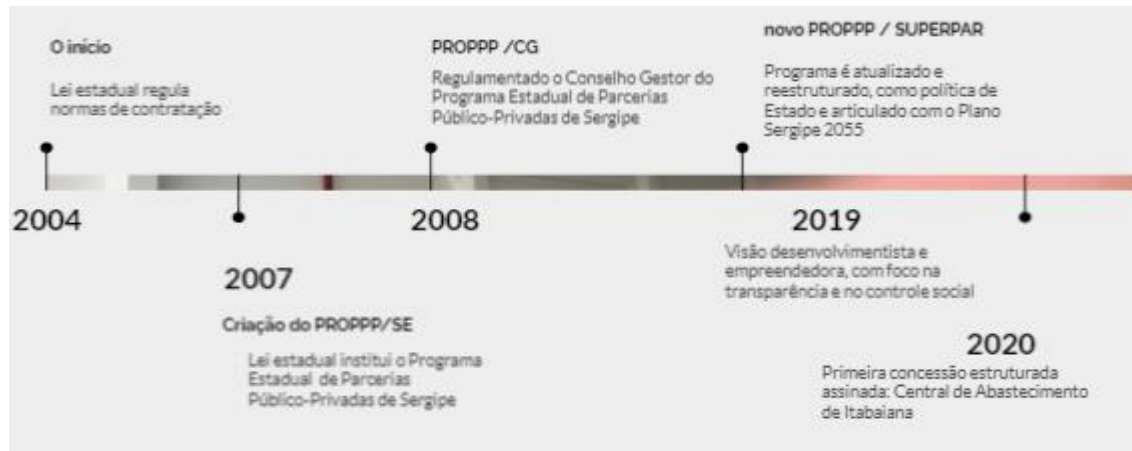 O início
Lei estadual regula
normas de contratação
2004
2007
Criação do PROPPP/SE
Lei estadual institui o Programa
Estadual de Parcerias
Público-Privadas de Sergipe
PROPPP /CG
Regulamentado o Conselho Gestor do
Programa Estadual de Parcerias
Público-Privadas de Sergipe
2008
novo PROPPP / SUPERPAR
Programa é atualizado e
reestruturado, como política de
Estado e articulado com o Plano
Sergipe 2055
2019
Visão desenvolvimentista e
empreendedora, com foco na
transparência e no controle social
2020
Primeira concessão estruturada
assinada: Central de Abastecimento
de Itabaiana